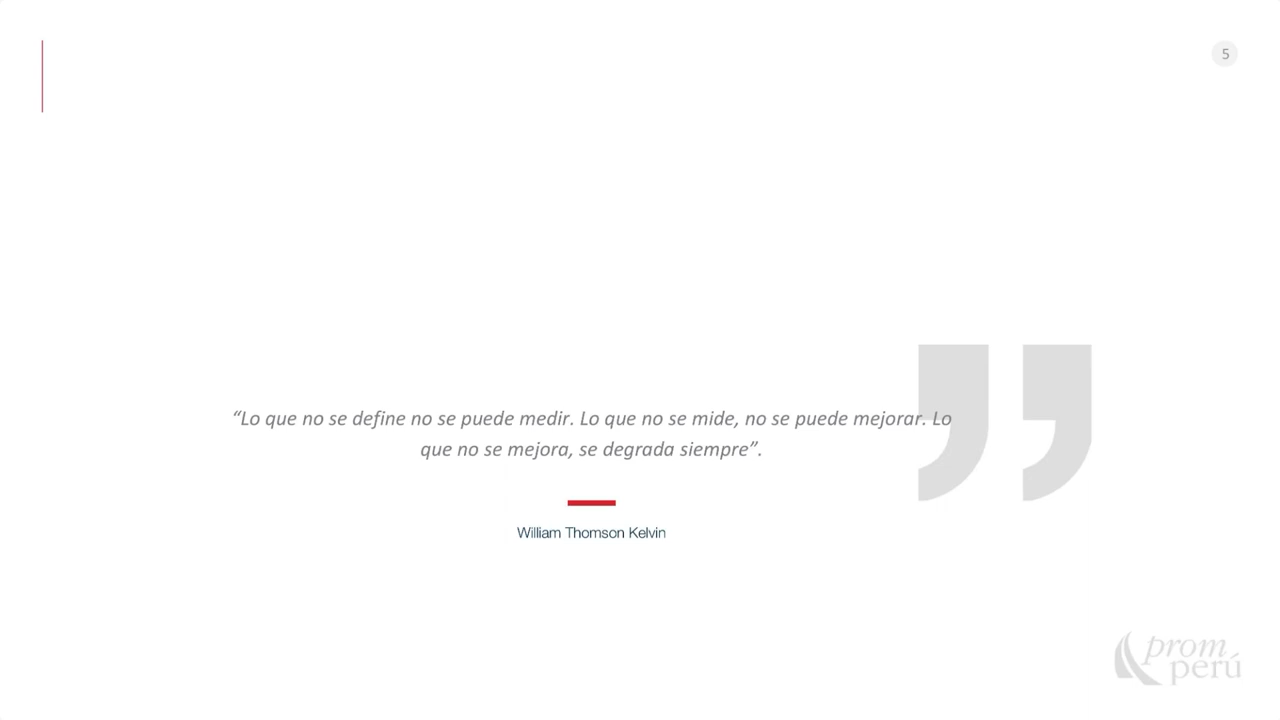 5
“Lo que no se define no se puede medir. Lo que no se mide, no se puede mejorar. Lo
que no se mejora, se degrada siempre”.
William Thomson Kelvin
prom
perú